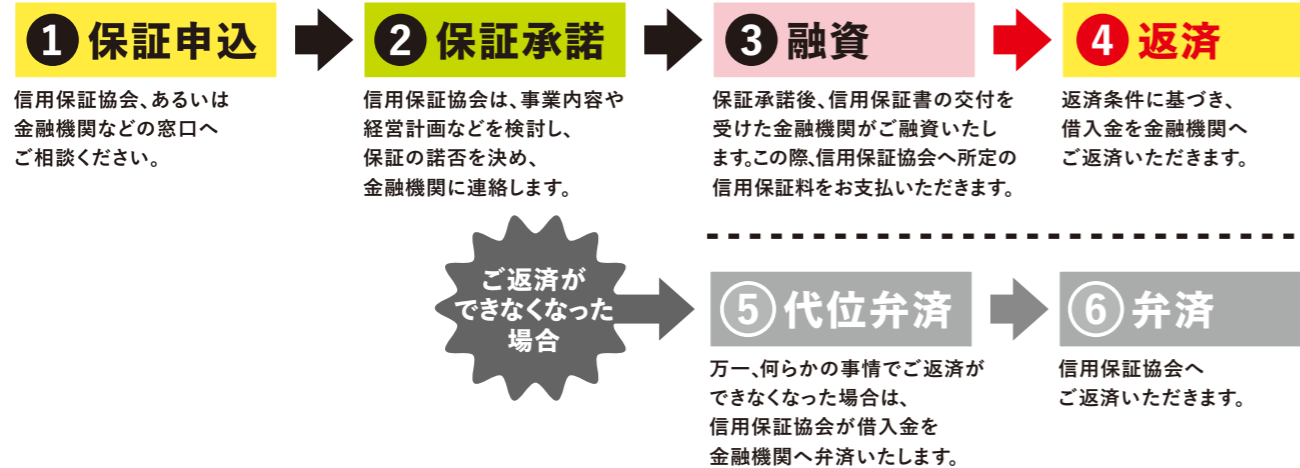 ❶保証申込
信用保証協会、あるいは
金融機関などの窓口へ
ご相談ください。
❷保証承諾
信用保証協会は、事業内容や
経営計画などを検討し、
保証の諾否を決め、
金融機関に連絡します。
❸融資
保証承諾後、信用保証書の交付を
受けた金融機関がご融資いたし
ます。この際、信用保証協会へ所定の
信用保証料をお支払いただきます。
❹返済
返済条件に基づき、
借入金を金融機関へ
ご返済いただきます。
ご返済が
できなくなった
場合
⑤代位弁済
万一、何らかの事情でご返済が
できなくなった場合は、
信用保証協会が借入金を
金融機関へ弁済いたします。
⑥弁済
信用保証協会へ
ご返済いただきます。